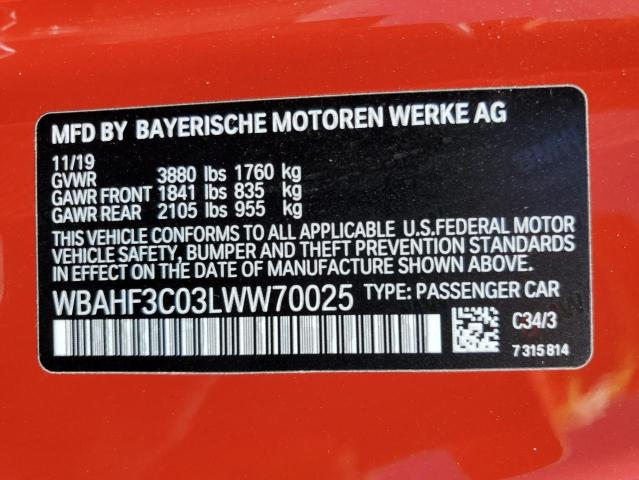 MFD BY BAYERISCHE MOTOREN WERKE AG
11/19
GVWR 3880 lbs 1760 kg
GAWR FRONT 1841 lbs 835 kg
GAWR REAR 2105 lbs 955 kg
THIS VEHICLE CONFORMS TO ALL APPLICABLE U.S.FEDERAL MOTOR
VEHICLE SAFETY, BUMPER AND THEFT PREVENTION STANDARDS
IN EFFECT ON THE DATE OF MANUFACTURE SHOWN ABOVE.
WBAHF3C03LWW70025 TYPE: PASSENGER CAR
C34/3
7 315 814